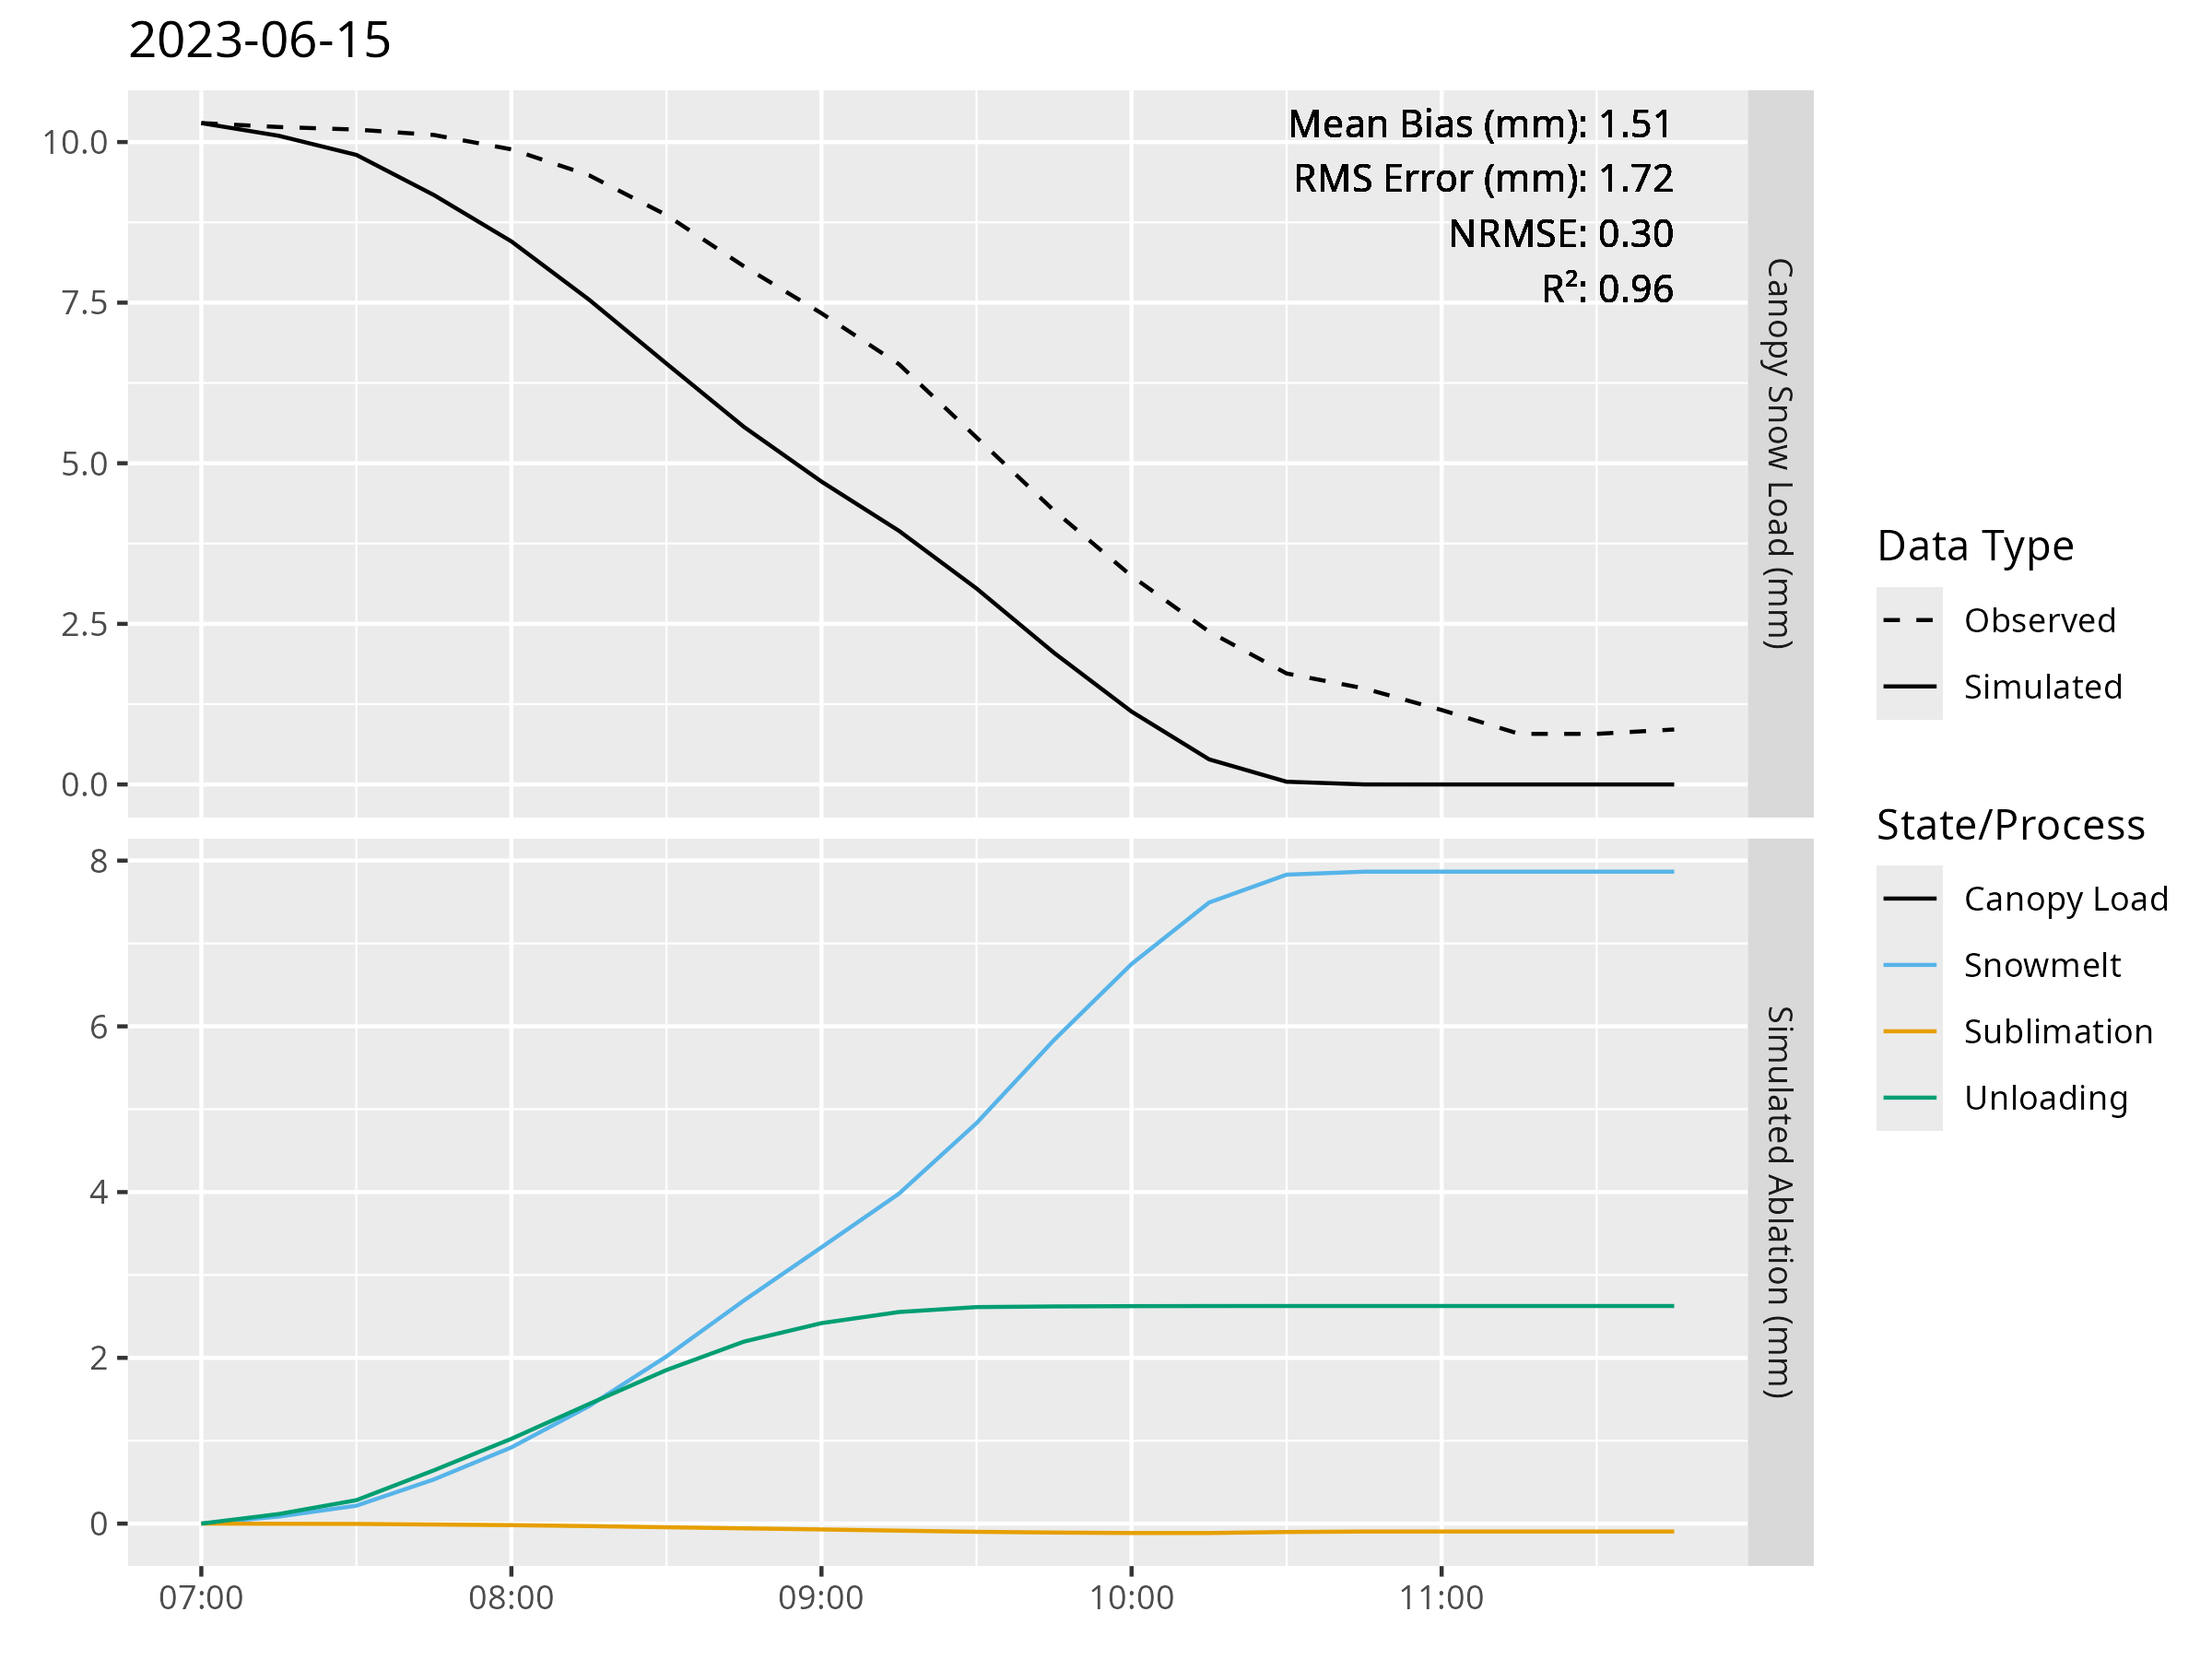 2023-06-15
Mean Bias (mm): 1.51
RMS Error (mm): 1.72
NRMSE: 0.30
R²: 0.96
10.0
7.5
5.0
2.5
0.0
Canopy Snow Load (mm)
8
6
4
2
0
Simulated Ablation (mm)
07:00
08:00
09:00
10:00
11:00
Data Type
Observed
Simulated
State/Process
Canopy Load
Snowmelt
Sublimation
Unloading